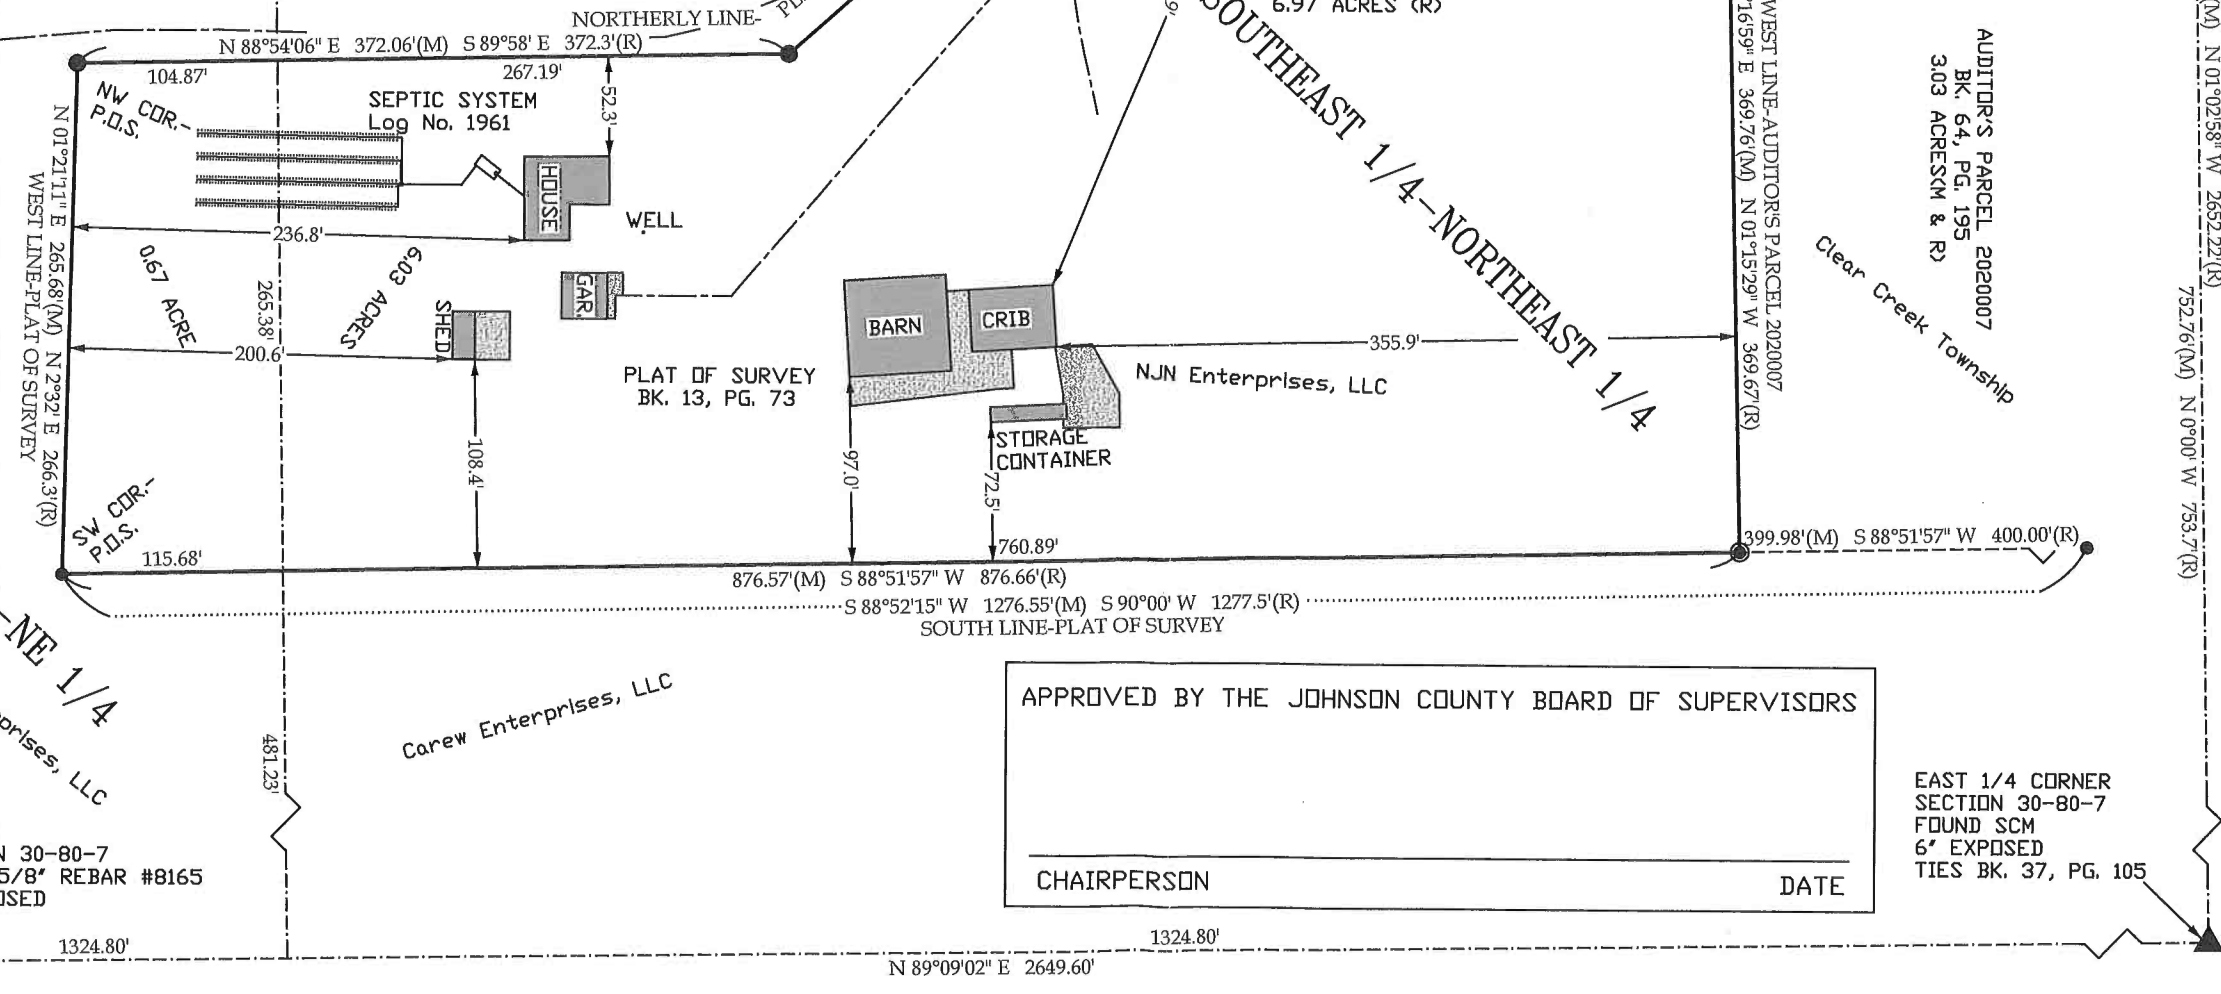 NORTHERLY LINE-
6.97 ACRES (R)
N 88°54'06" E 372.06'(M) S 89°58' E 372.3'(R)
104.87'
267.19'
52.3'
NW COR.-
P.O.S.
SEPTIC SYSTEM
Log No. 1961
HOUSE
WELL
236.8'
N 01°21'11" E 265.68'(M) N 2°32' E 266.3'(R)
WEST LINE-PLAT OF SURVEY
0.67 ACRE
265.38'
6.03 ACRES
SHED
GAR.
200.6'
108.4'
PLAT OF SURVEY
BK. 13, PG. 73
BARN
CRIB
355.9'
NJN Enterprises, LLC
STORAGE
CONTAINER
97.0'
72.5'
SOUTHEAST 1/4-NORTHEAST 1/4
16'59" E 369.76'(M) N 01°15'29" W 369.67'(R)
WEST LINE-AUDITOR'S PARCEL 2020007
AUDITOR'S PARCEL 2020007
BK. 64, PG. 195
3.03 ACRES(M & R)
Clear Creek Township
(M) N 01°02'58" W 2652.22'(R)
752.76'(M) N 0°00' W 753.7'(R)
SW COR.-
P.O.S.
115.68'
760.89'
399.98'(M) S 88°51'57" W 400.00'(R)
876.57'(M) S 88°51'57" W 876.66'(R)
S 88°52'15" W 1276.55'(M) S 90°00' W 1277.5'(R)
SOUTH LINE-PLAT OF SURVEY
-NE 1/4
prises, LLC
Carew Enterprises, LLC
481.23'
APPROVED BY THE JOHNSON COUNTY BOARD OF SUPERVISORS
CHAIRPERSON
DATE
EAST 1/4 CORNER
SECTION 30-80-7
FOUND SCM
6" EXPOSED
TIES BK. 37, PG. 105
N 30-80-7
5/8" REBAR #8165
OSED
1324.80'
1324.80'
N 89°09'02" E 2649.60'